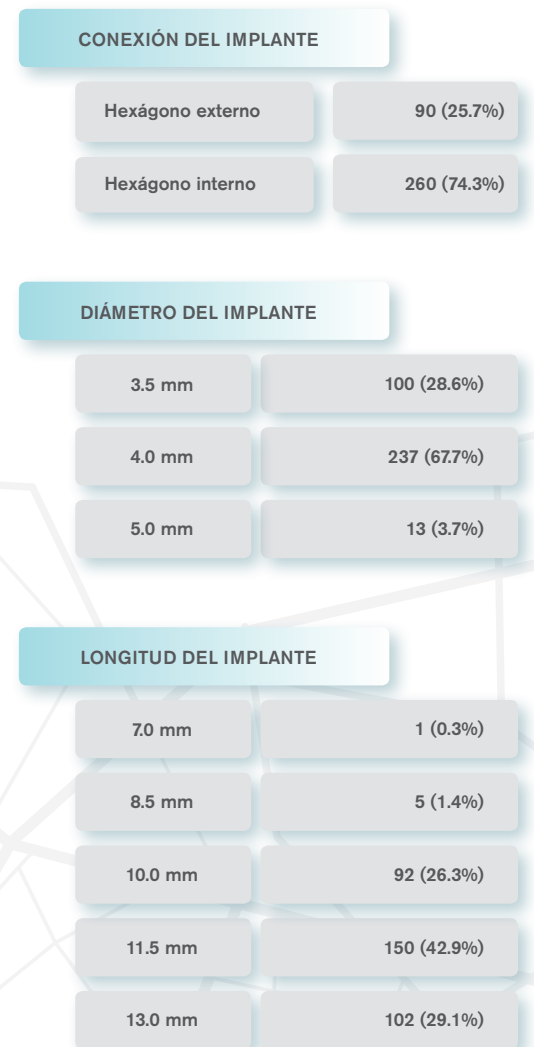 CONEXIÓN DEL IMPLANTE
Hexágono externo 90 (25.7%)
Hexágono interno 260 (74.3%)
DIÁMETRO DEL IMPLANTE
3.5 mm 100 (28.6%)
4.0 mm 237 (67.7%)
5.0 mm 13 (3.7%)
LONGITUD DEL IMPLANTE
7.0 mm 1 (0.3%)
8.5 mm 5 (1.4%)
10.0 mm 92 (26.3%)
11.5 mm 150 (42.9%)
13.0 mm 102 (29.1%)